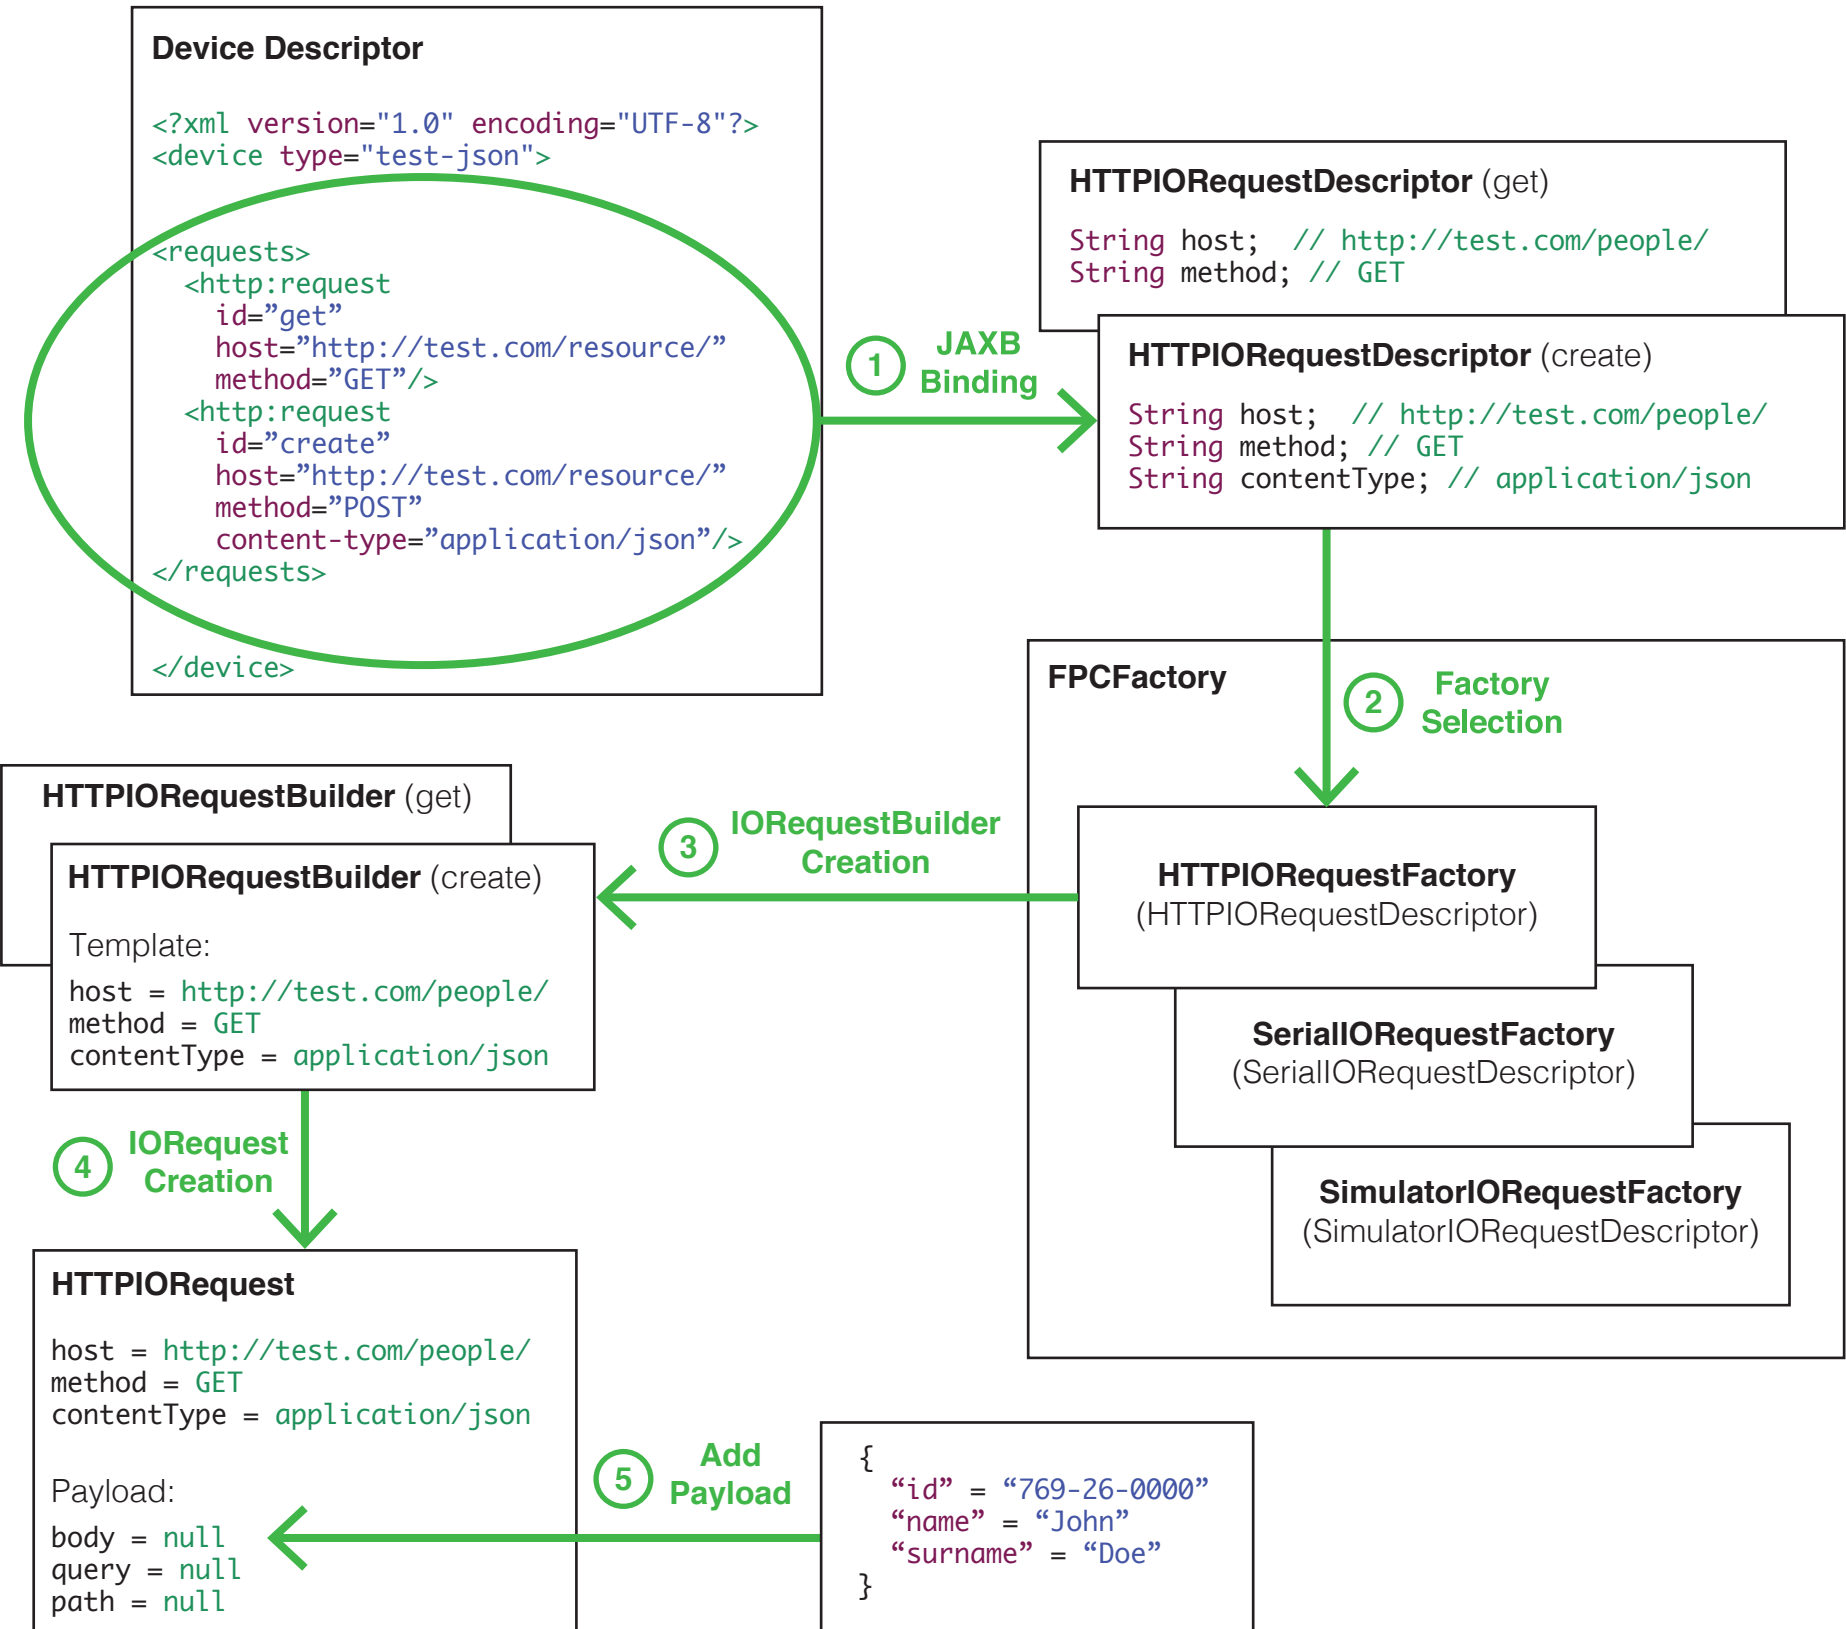 Device Descriptor
<?xml version="1.0" encoding="UTF-8"?>
<device type="test-json">
<requests>
<http:request
id=”get”
host=”http://test.com/resource/”
method=”GET”/>
<http:request
id=”create”
host=”http://test.com/resource/”
method=”POST”
content-type=”application/json”/>
</requests>
</device>
1
JAXB
Binding
HTTPIORequestDescriptor (get)
String host;  // http://test.com/people/
String method; // GET
HTTPIORequestDescriptor (create)
String host;  // http://test.com/people/
String method; // GET
String contentType; // application/json
2
Factory
Selection
FPCFactory
HTTPIORequestFactory
(HTTPIORequestDescriptor)
SerialIORequestFactory
(SerialIORequestDescriptor)
SimulatorIORequestFactory
(SimulatorIORequestDescriptor)
3
IORequestBuilder
Creation
HTTPIORequestBuilder (get)
HTTPIORequestBuilder (create)
Template:
host = http://test.com/people/
method = GET
contentType = application/json
4
IORequest
Creation
HTTPIORequest
host = http://test.com/people/
method = GET
contentType = application/json
Payload:
body = null
query = null
path = null
5
Add
Payload
{
“id” = “769-26-0000”
“name” = “John”
“surname” = “Doe”
}